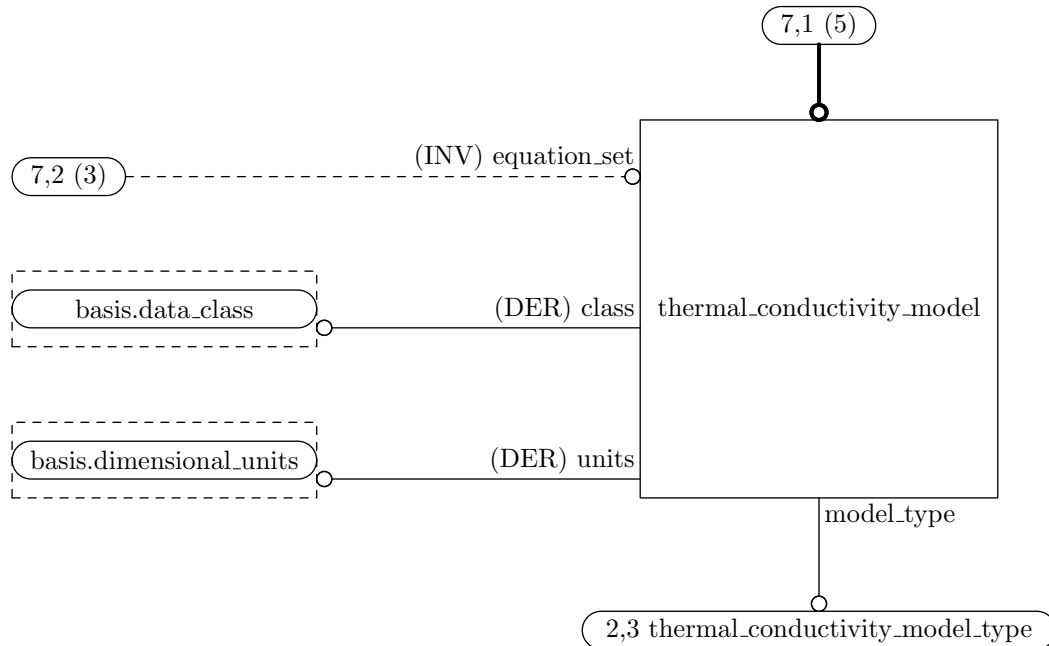 7,1 (5)
(INV) equation_set
7,2 (3)
basis.data_class
(DER) class
thermal_conductivity_model
basis.dimensional_units
(DER) units
model_type
2,3 thermal_conductivity_model_type